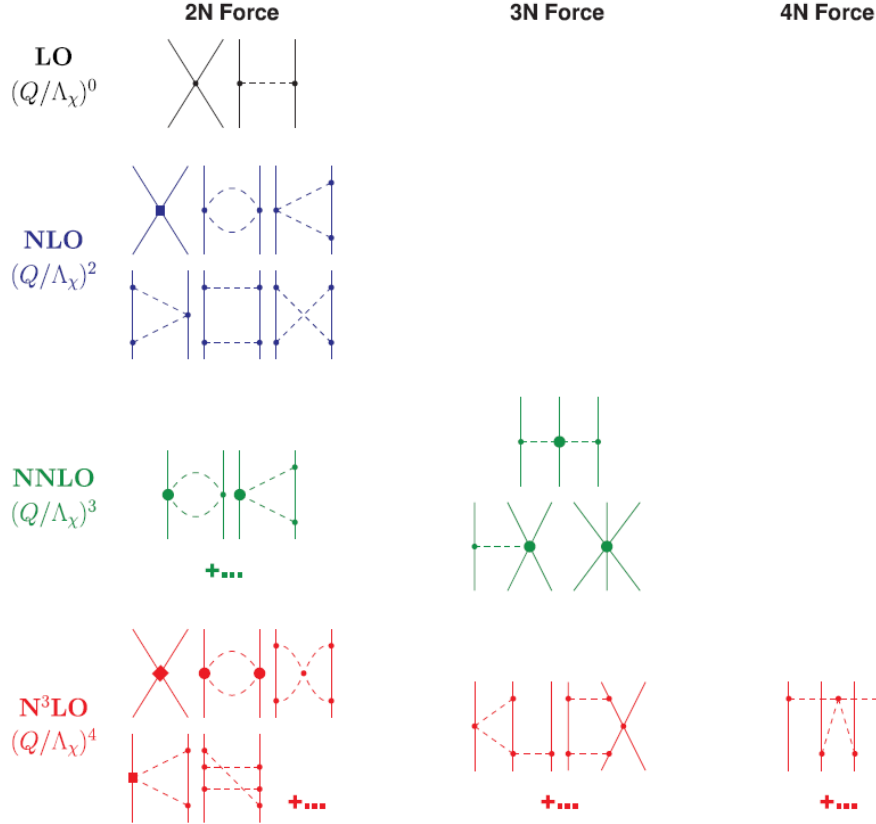 2N Force 3N Force 4N Force
LO
(Q/Λχ)⁰
NLO
(Q/Λχ)²
NNLO
(Q/Λχ)³
+...
N³LO
(Q/Λχ)⁴
+... +... +...